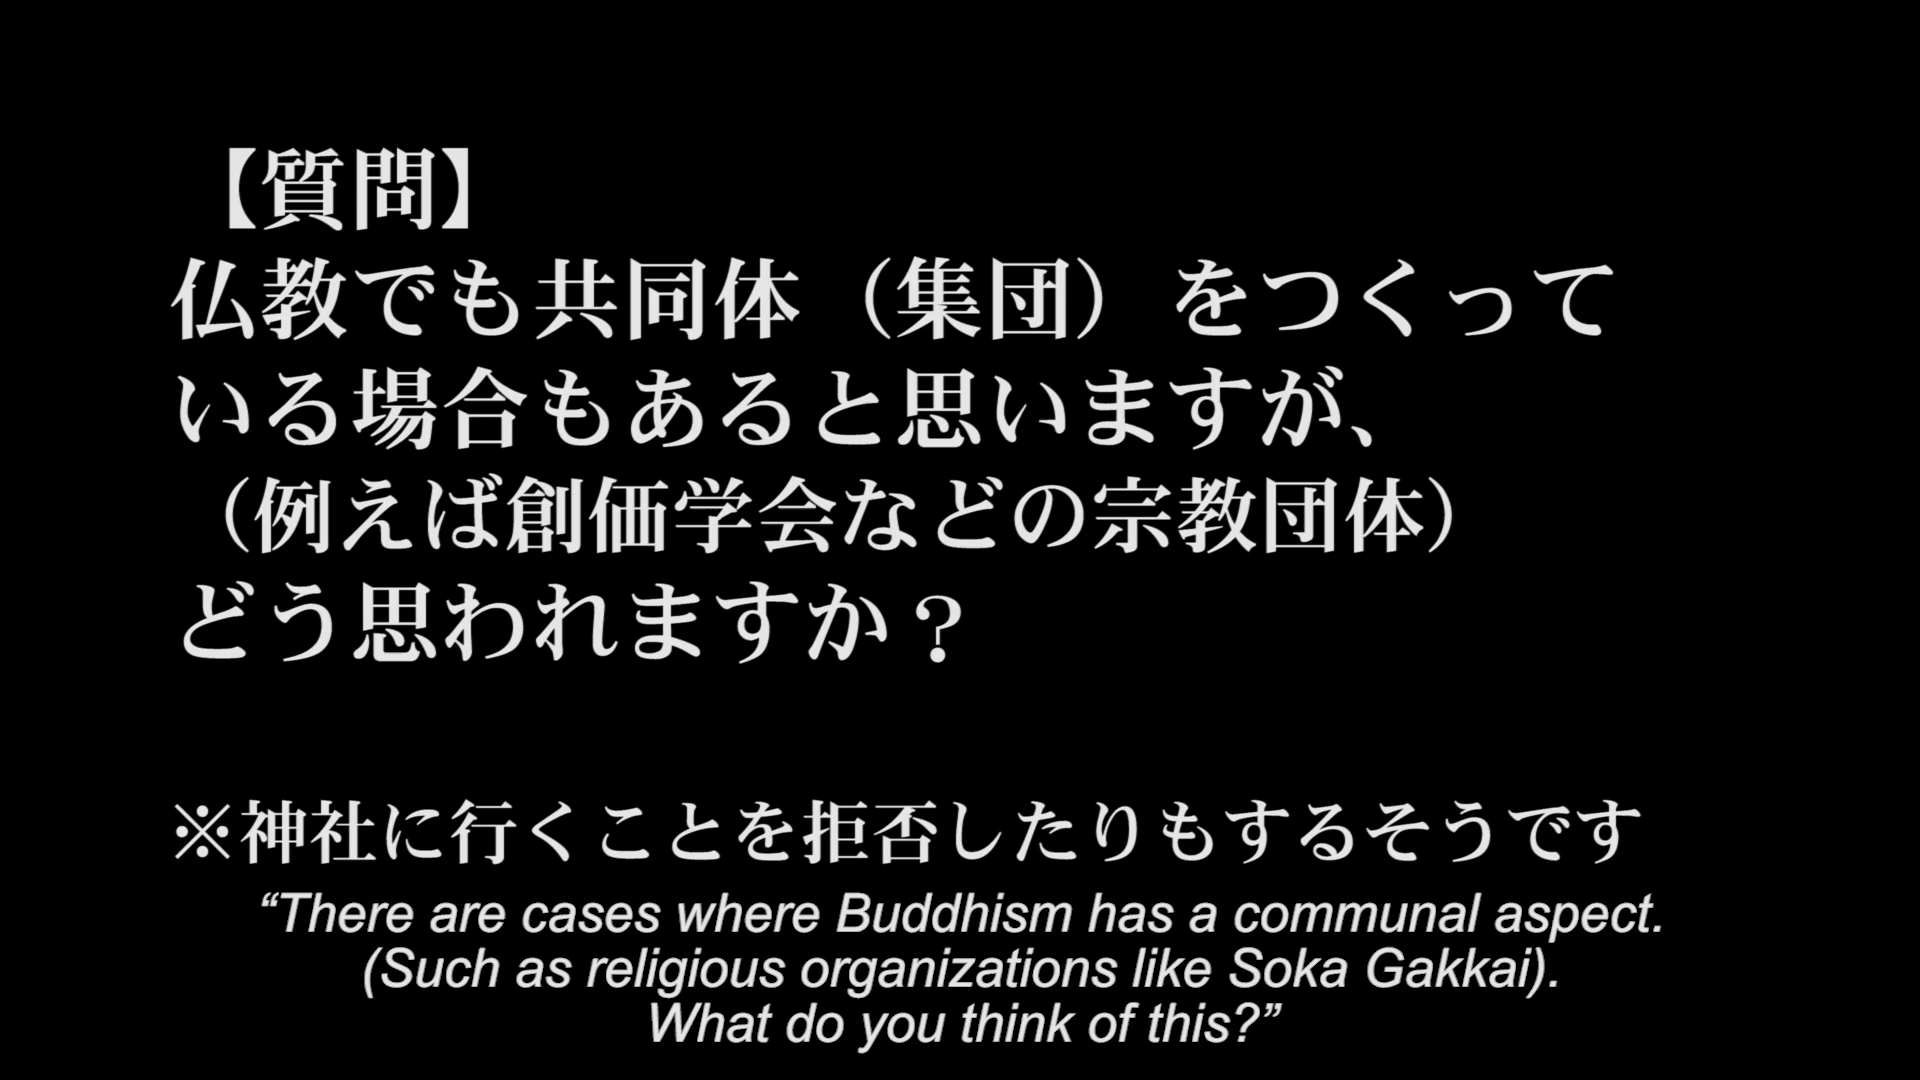 【質問】
仏教でも共同体（集団）をつくって
いる場合もあると思いますが、
（例えば創価学会などの宗教団体）
どう思われますか？
※神社に行くことを拒否したりもするそうです
“There are cases where Buddhism has a communal aspect.
(Such as religious organizations like Soka Gakkai).
What do you think of this?”